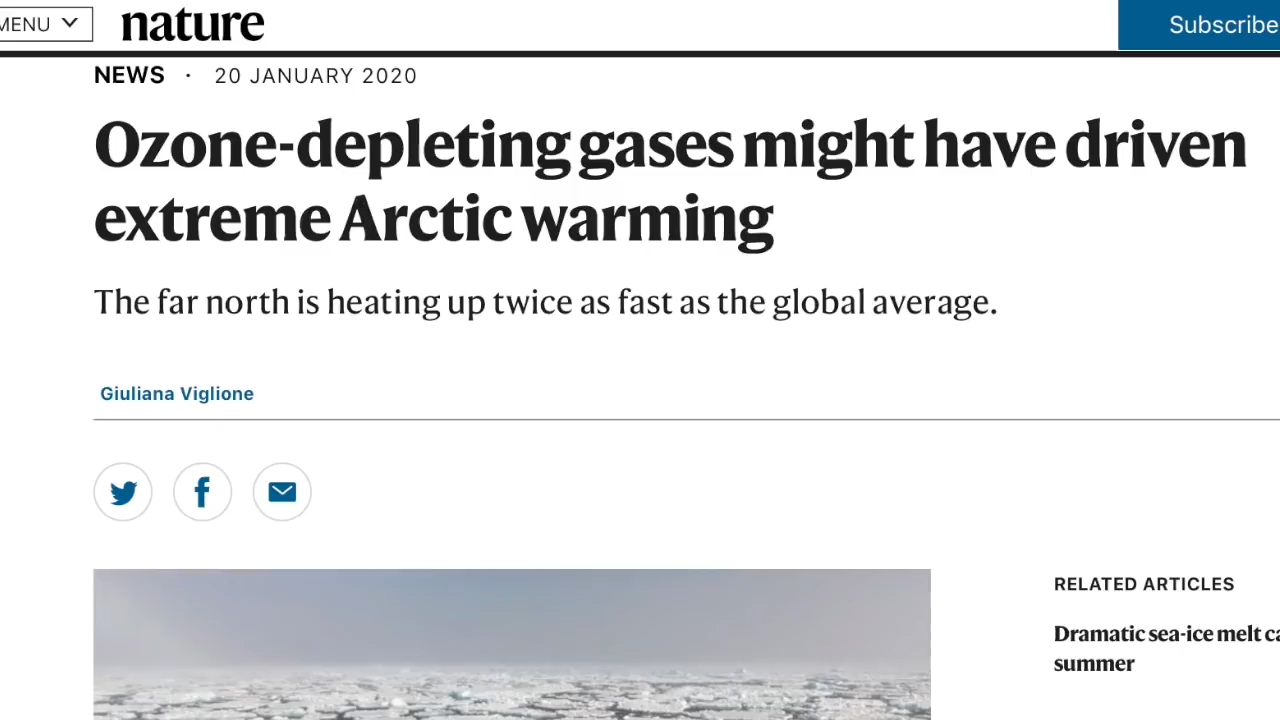 MENU
nature
Subscribe
NEWS · 20 JANUARY 2020
Ozone-depleting gases might have driven
extreme Arctic warming
The far north is heating up twice as fast as the global average.
Giuliana Viglione
RELATED ARTICLES
Dramatic sea-ice melt
summer